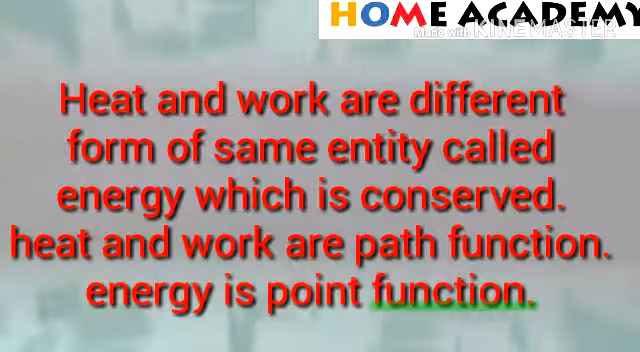 HOME ACADEMY
Made with KINEMASTER
Heat and work are different
form of same entity called
energy which is conserved.
heat and work are path function.
energy is point function.